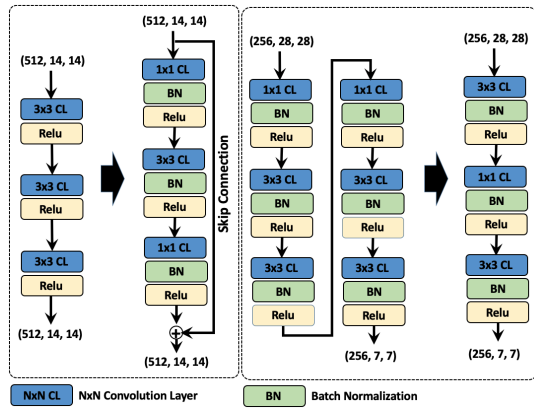 (512, 14, 14)
3x3 CL
Relu
3x3 CL
Relu
3x3 CL
Relu
(512, 14, 14)
(512, 14, 14)
1x1 CL
BN
Relu
3x3 CL
BN
Relu
1x1 CL
BN
Relu
+
(512, 14, 14)
Skip Connection
(256, 28, 28)
1x1 CL
BN
Relu
3x3 CL
BN
Relu
3x3 CL
BN
Relu
1x1 CL
BN
Relu
3x3 CL
BN
Relu
3x3 CL
BN
Relu
(256, 7, 7)
(256, 28, 28)
3x3 CL
BN
Relu
1x1 CL
BN
Relu
3x3 CL
BN
Relu
(256, 7, 7)
NxN CL NxN Convolution Layer
BN Batch Normalization